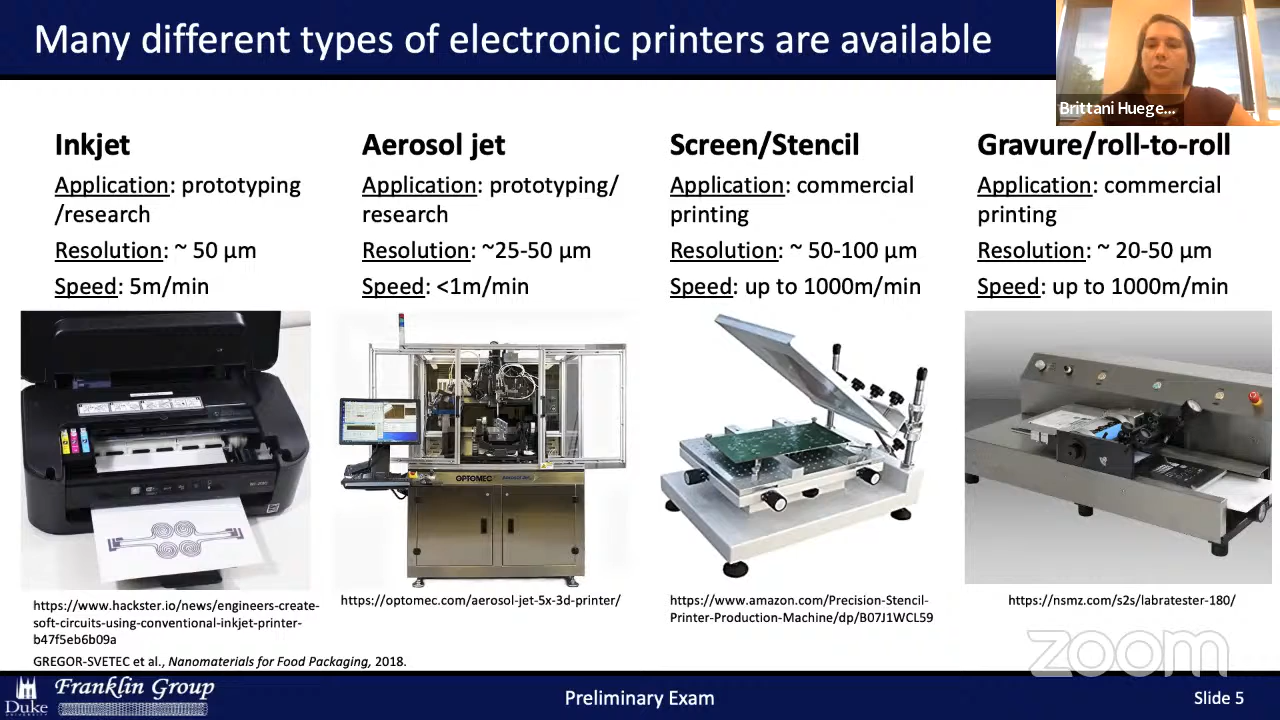 Many different types of electronic printers are available
Brittani Huege...
Inkjet
Application: prototyping
/research
Resolution: ~ 50 μm
Speed: 5m/min
Aerosol jet
Application: prototyping/
research
Resolution: ~25-50 μm
Speed: <1m/min
Screen/Stencil
Application: commercial
printing
Resolution: ~ 50-100 μm
Speed: up to 1000m/min
Gravure/roll-to-roll
Application: commercial
printing
Resolution: ~ 20-50 μm
Speed: up to 1000m/min
OPTOMEC
https://www.hackster.io/news/engineers-create-
soft-circuits-using-conventional-inkjet-printer-
b47f5eb6b09a
https://optomec.com/aerosol-jet-5x-3d-printer/
https://www.amazon.com/Precision-Stencil-
Printer-Production-Machine/dp/B07J1WCL59
https://nsmz.com/s2s/labratester-180/
GREGOR-SVETEC et al., Nanomaterials for Food Packaging, 2018.
zoom
Duke
Franklin Group
Preliminary Exam
Slide 5